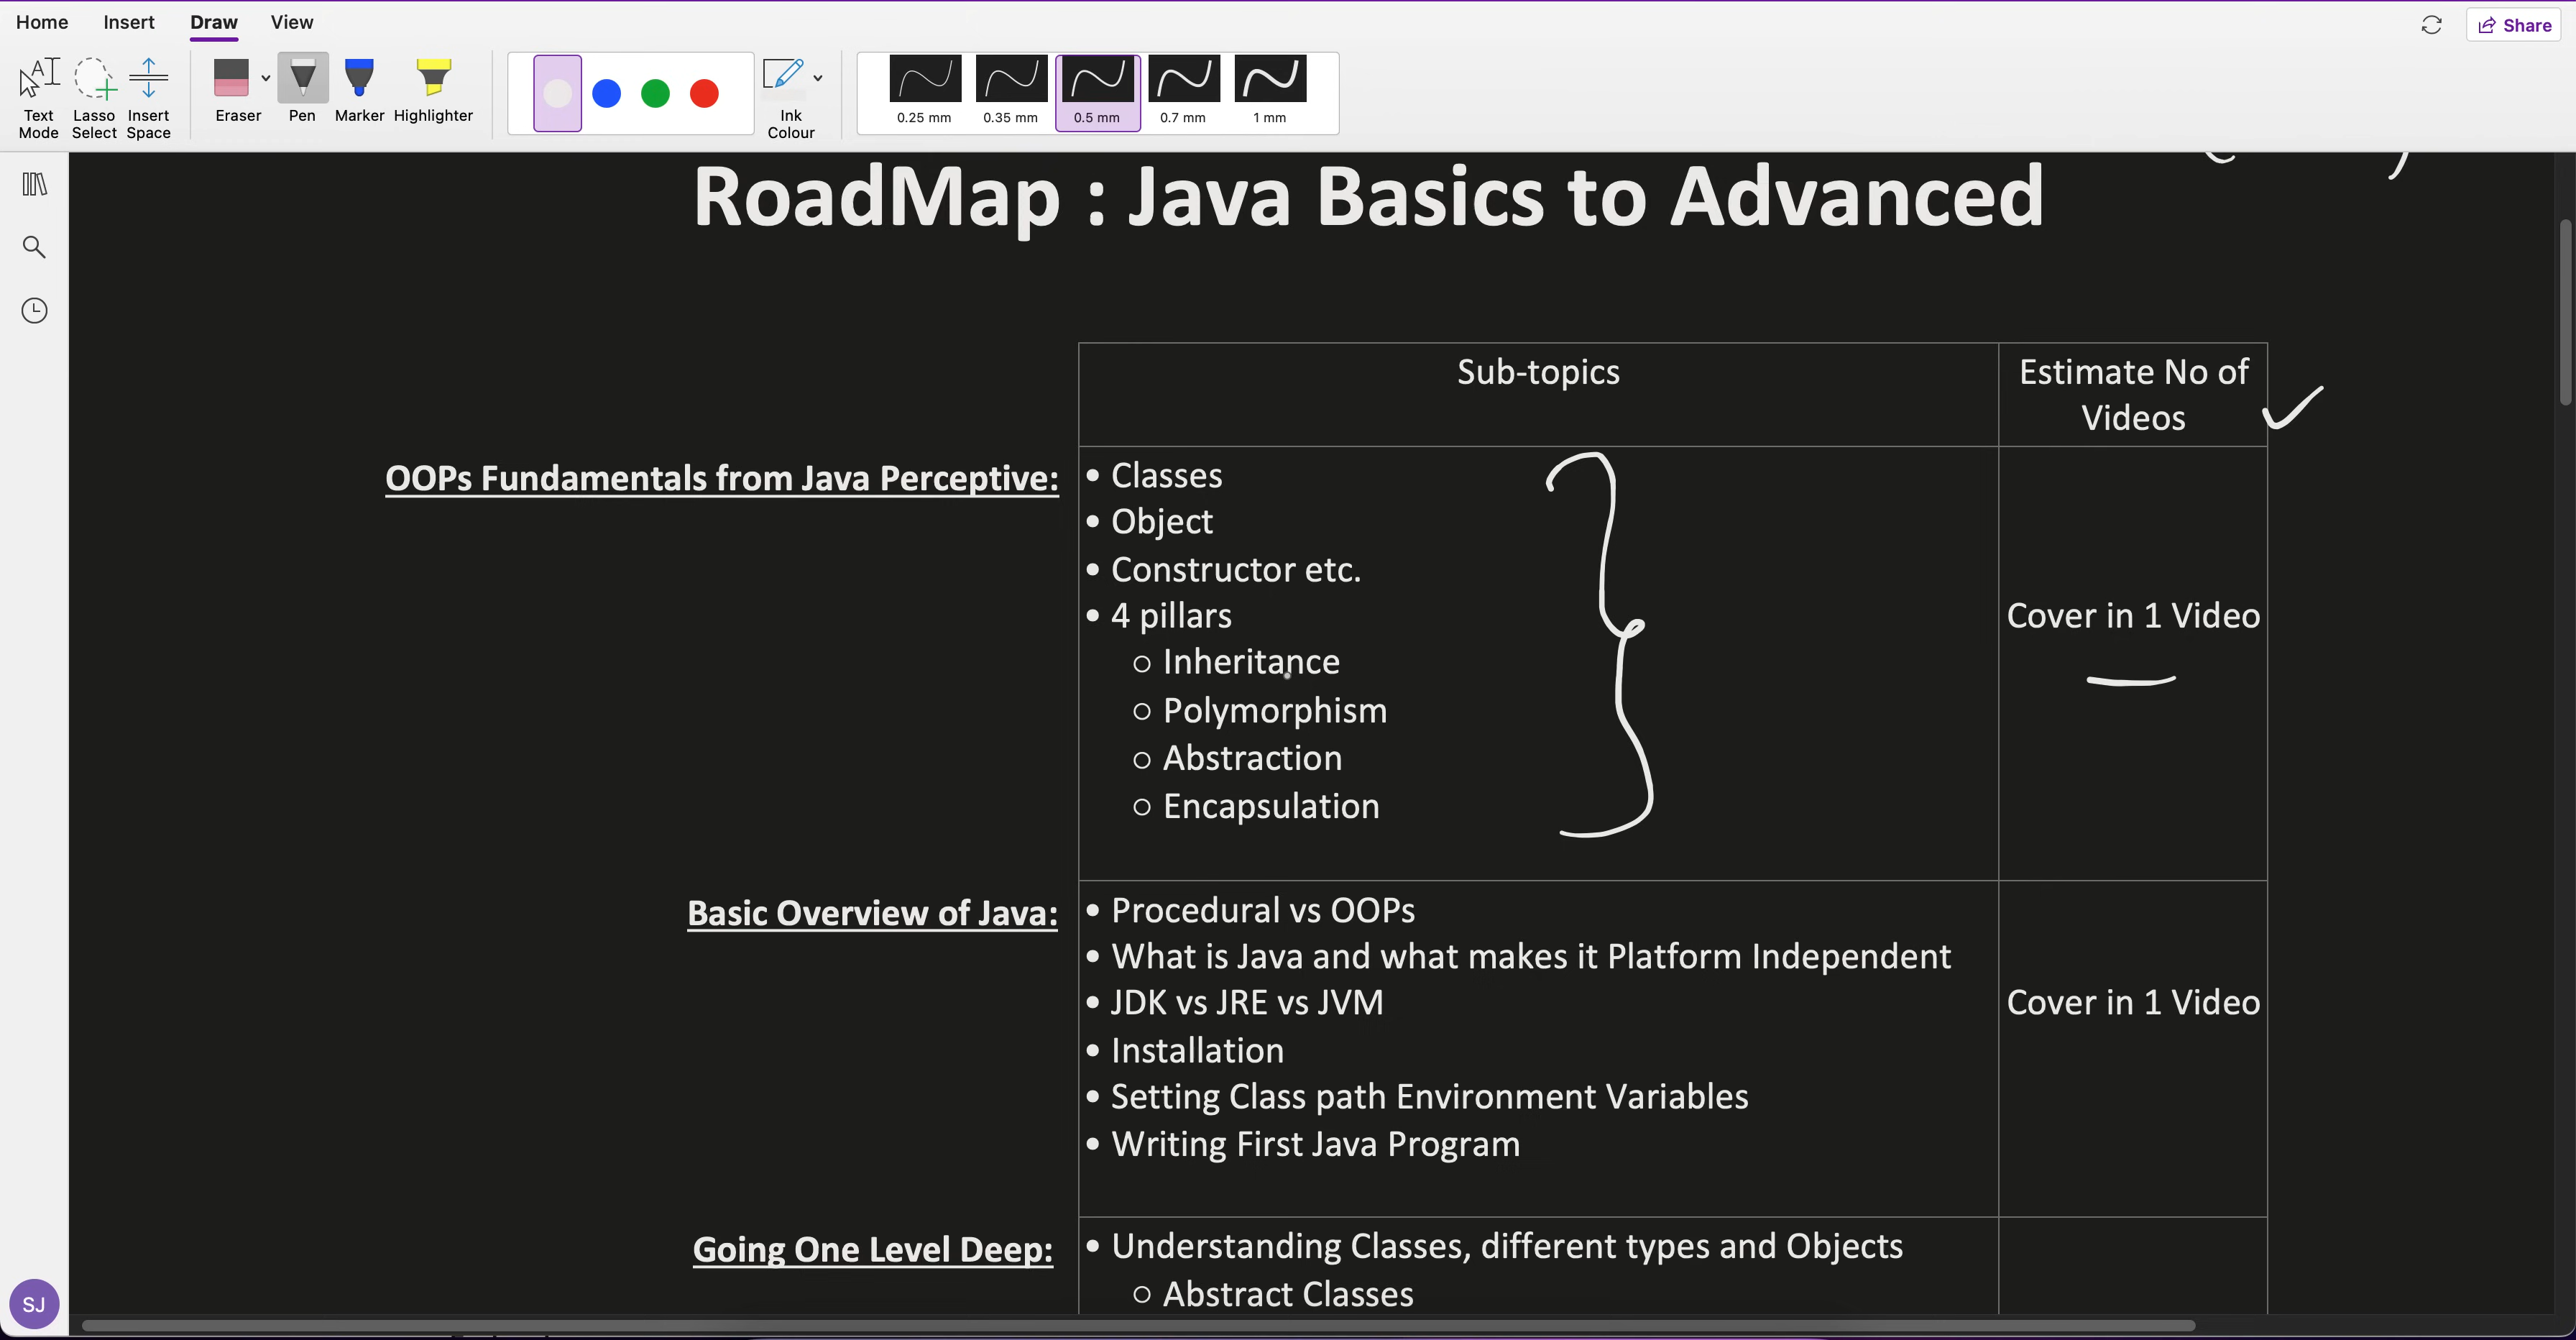 Home Insert Draw View
Share
Text Mode
Lasso Select
Insert Space
Eraser
Pen
Marker
Highlighter
Ink Colour
0.25 mm
0.35 mm
0.5 mm
0.7 mm
1 mm
RoadMap : Java Basics to Advanced
Sub-topics
Estimate No of
Videos
OOPs Fundamentals from Java Perceptive:
• Classes
• Object
• Constructor etc.
• 4 pillars
○ Inheritance
○ Polymorphism
○ Abstraction
○ Encapsulation
Cover in 1 Video
Basic Overview of Java:
• Procedural vs OOPs
• What is Java and what makes it Platform Independent
• JDK vs JRE vs JVM
• Installation
• Setting Class path Environment Variables
• Writing First Java Program
Cover in 1 Video
Going One Level Deep:
• Understanding Classes, different types and Objects
○ Abstract Classes
SJ